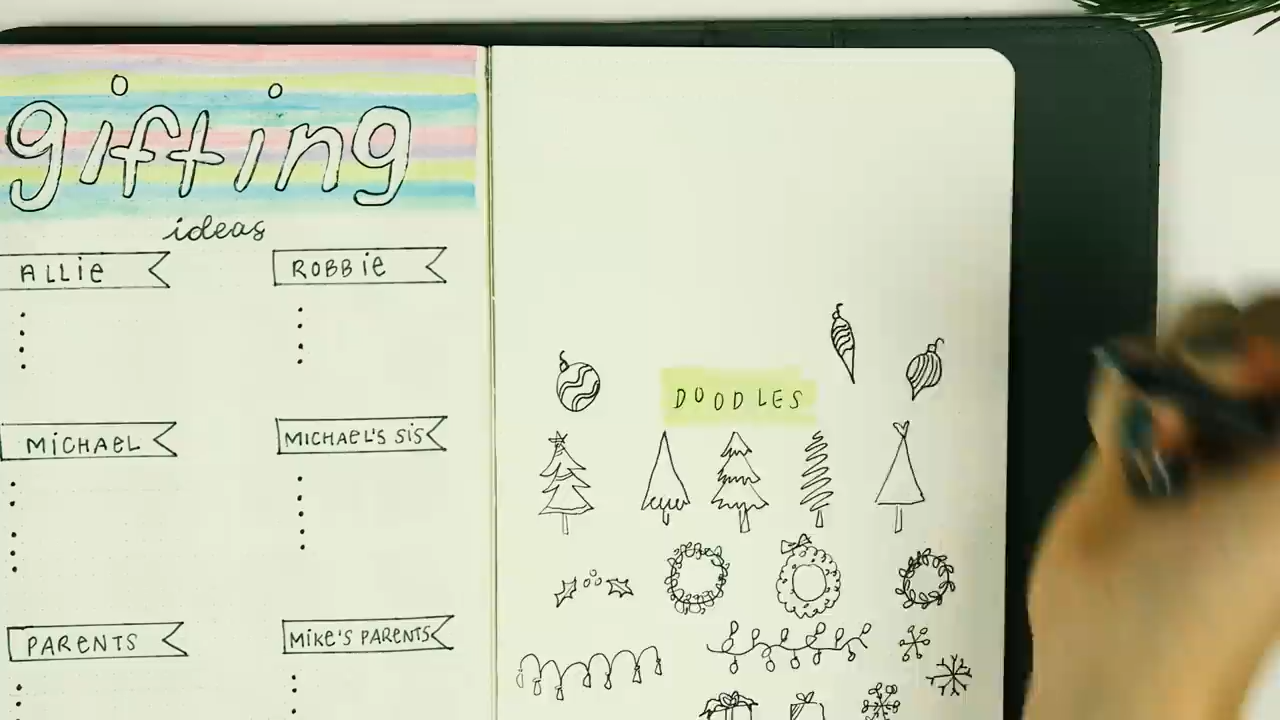 gifting
ideas
ALLiE
ROBBiE
MiCHAEL
MiCHAEL'S SiS
PARENTS
MiKE'S PARENTS
DOODLES